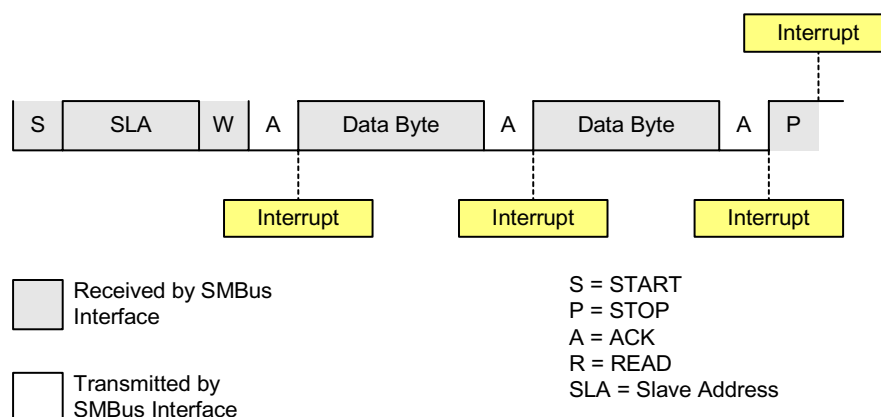 Interrupt
S SLA W A Data Byte A Data Byte A P
Interrupt Interrupt Interrupt
Received by SMBus
Interface
Transmitted by
SMBus Interface
S = START
P = STOP
A = ACK
R = READ
SLA = Slave Address